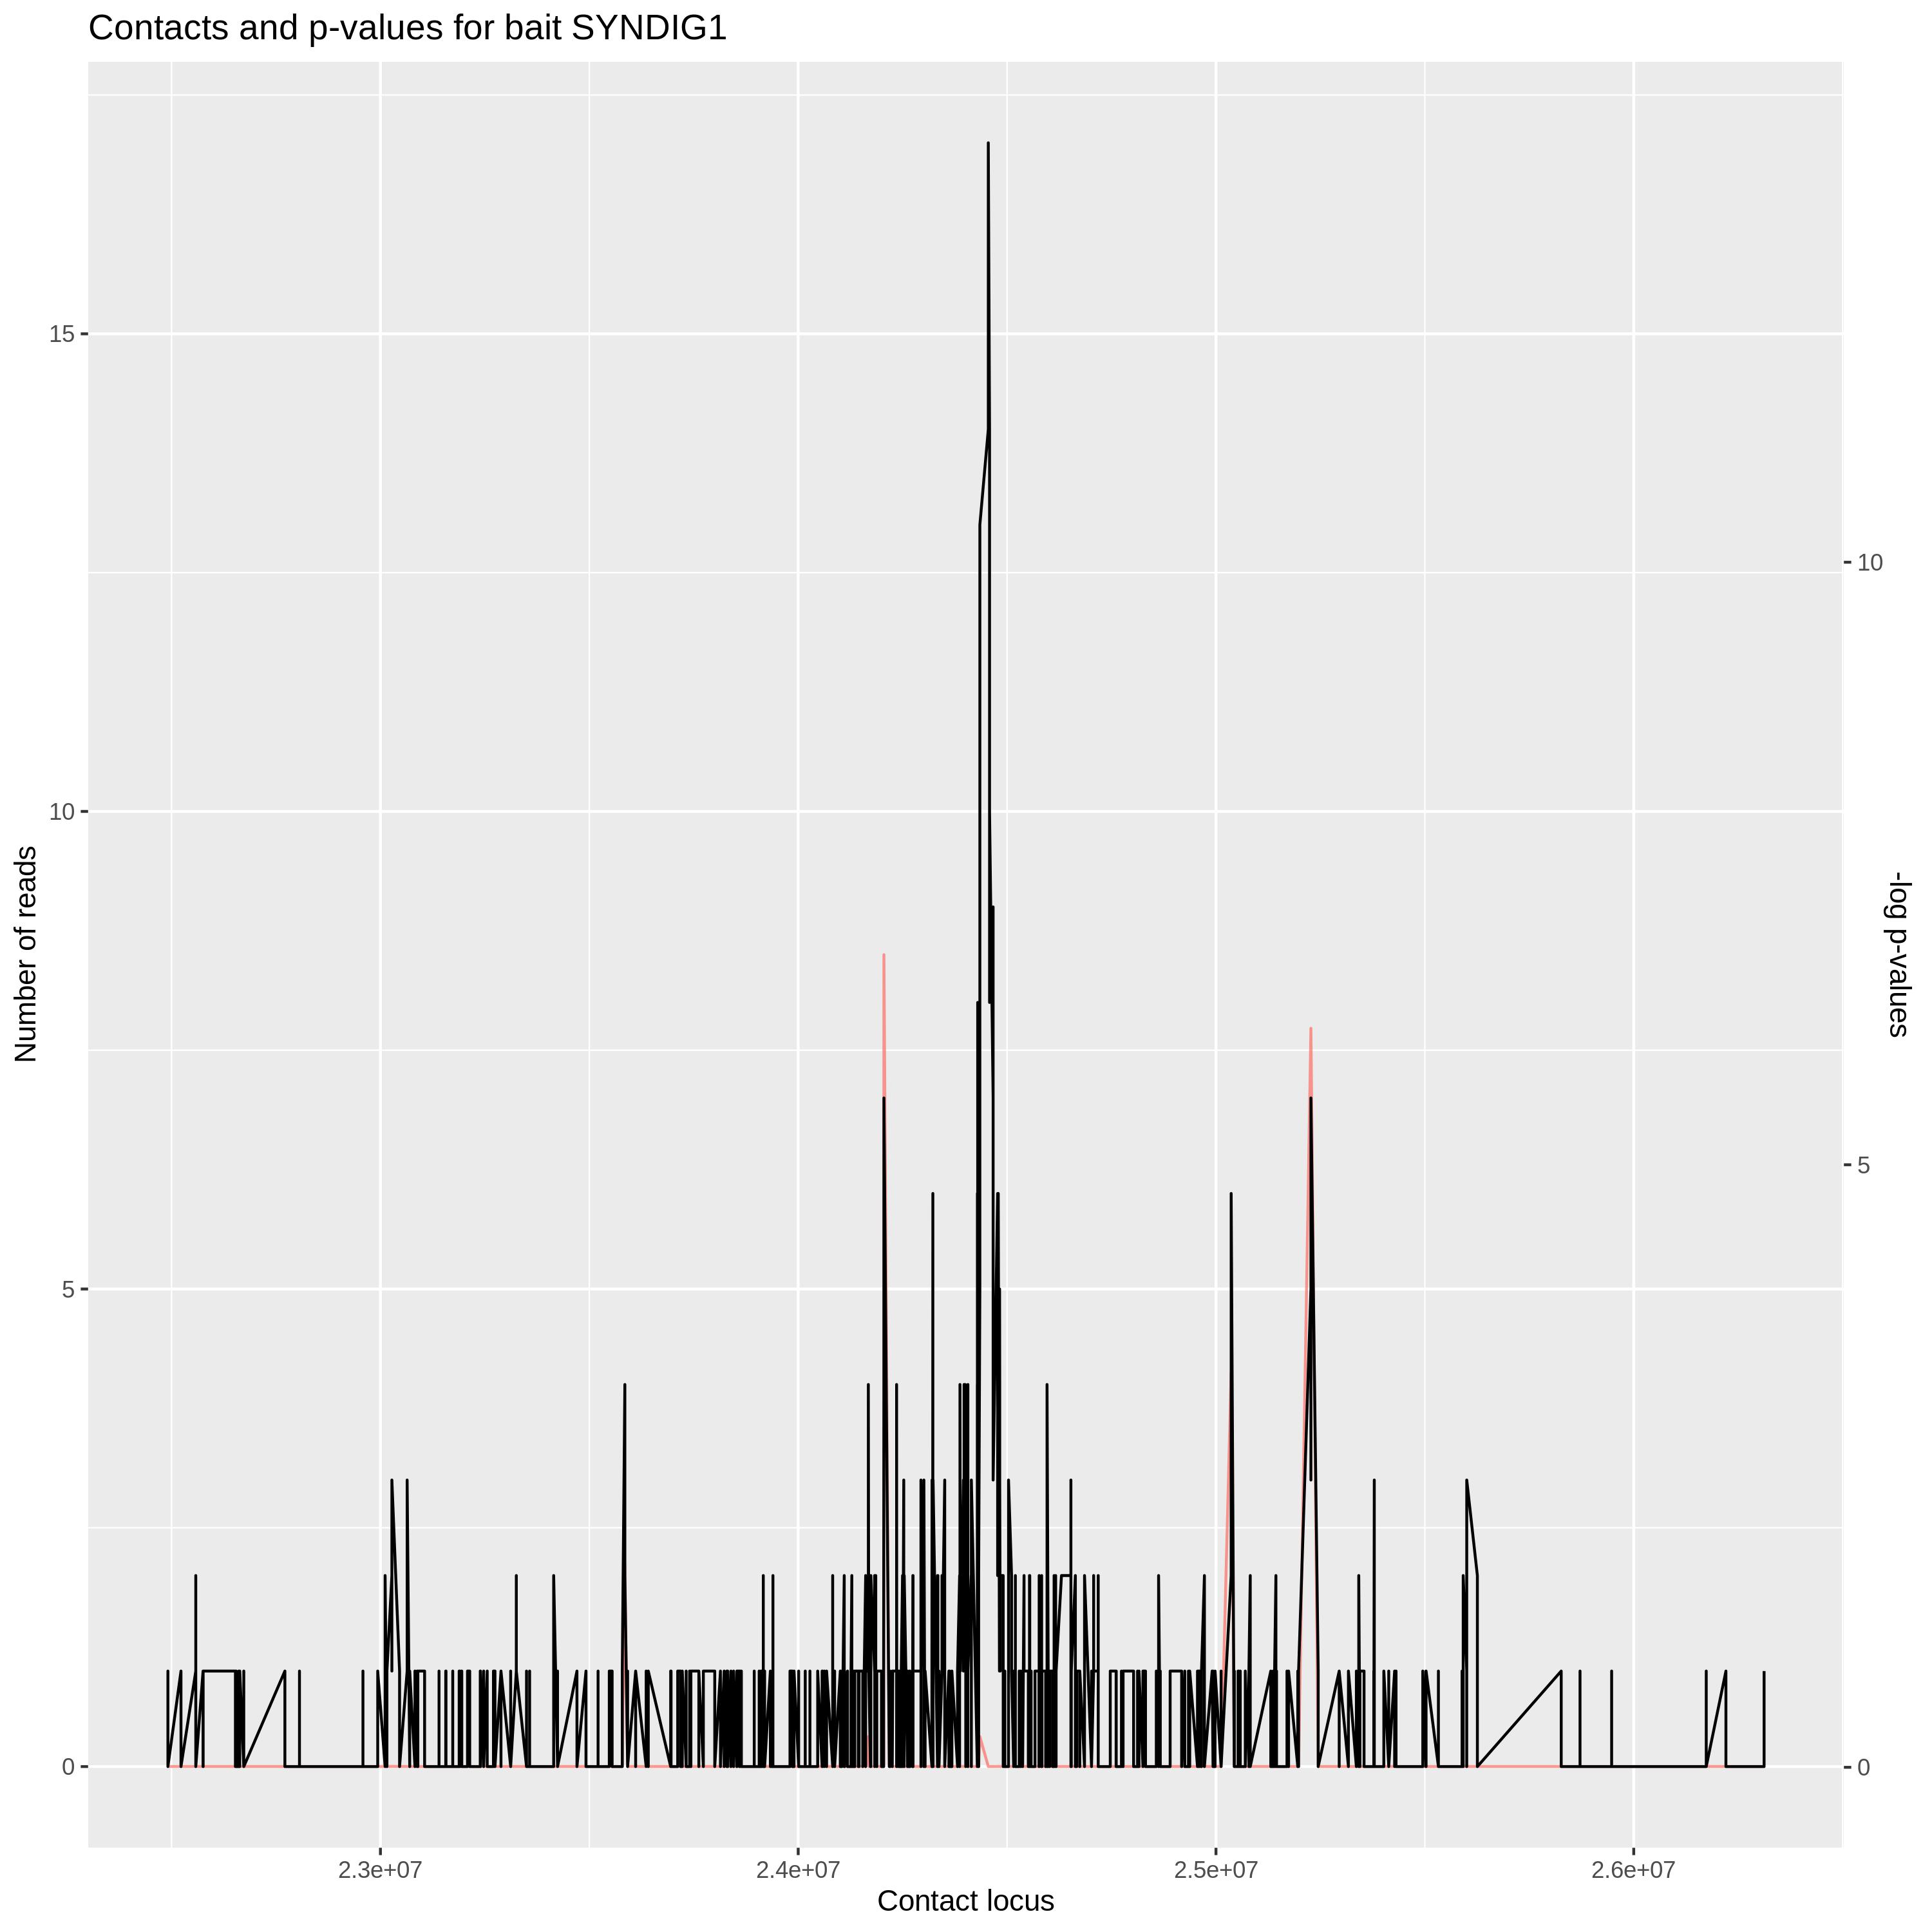 Contacts and p-values for bait SYNDIG1
15
10
5
0
Number of reads
10
5
0
-log p-values
2.3e+07
2.4e+07
2.5e+07
2.6e+07
Contact locus